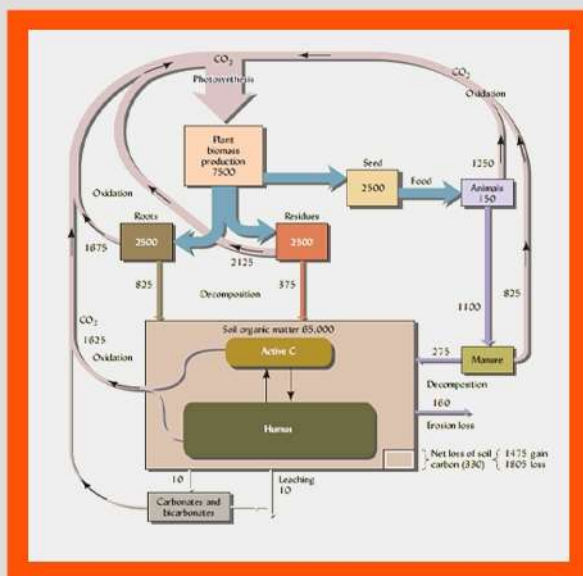 CO2
Photosynthesis
CO2
Oxidation
Plant
biomass
production
7500
Seed
2500
Food
1250
Animals
150
Oxidation
Roots
2500
Residues
2500
1675
2125
825
Decomposition
375
1100
825
CO2
1625
Oxidation
Soil organic matter 65,000
Active C
Humus
275
Manure
Decomposition
160
Erosion loss
Net loss of soil
carbon (330)
1475 gain
1805 loss
10
Leaching
10
Carbonates and
bicarbonates